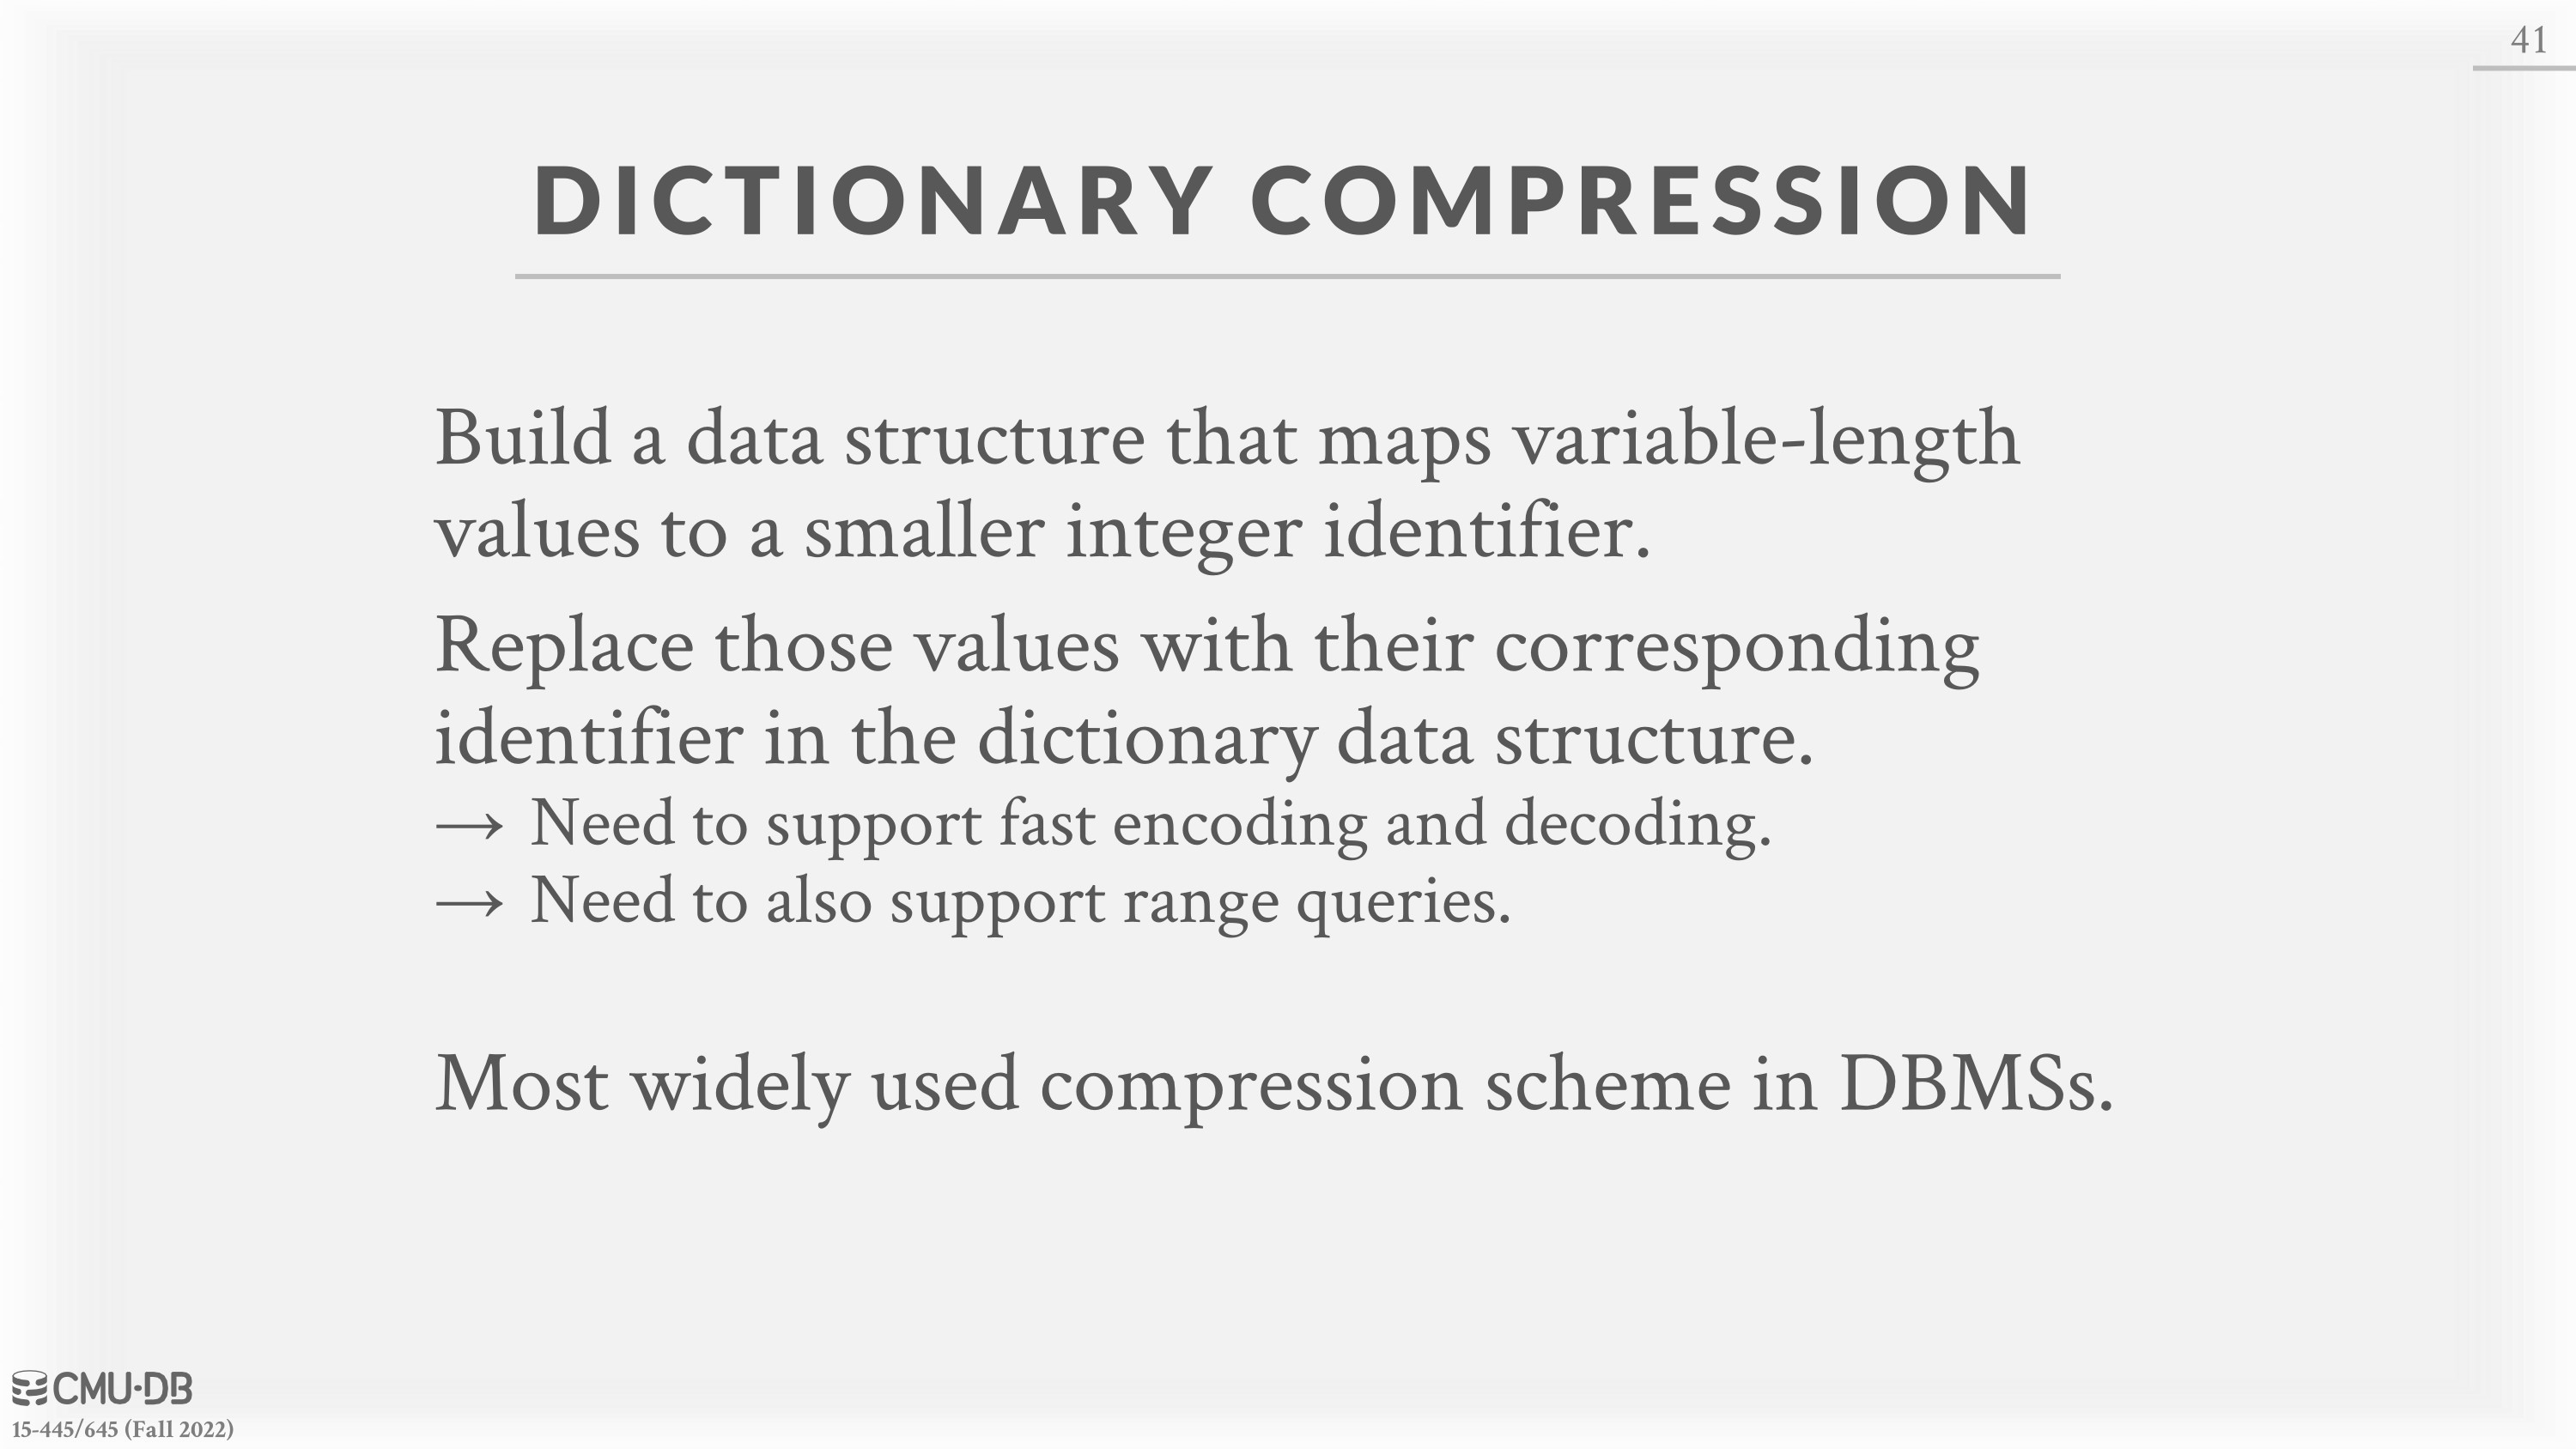 41
DICTIONARY COMPRESSION
Build a data structure that maps variable-length
values to a smaller integer identifier.
Replace those values with their corresponding
identifier in the dictionary data structure.
→ Need to support fast encoding and decoding.
→ Need to also support range queries.
Most widely used compression scheme in DBMSs.
CMU·DB
15-445/645 (Fall 2022)